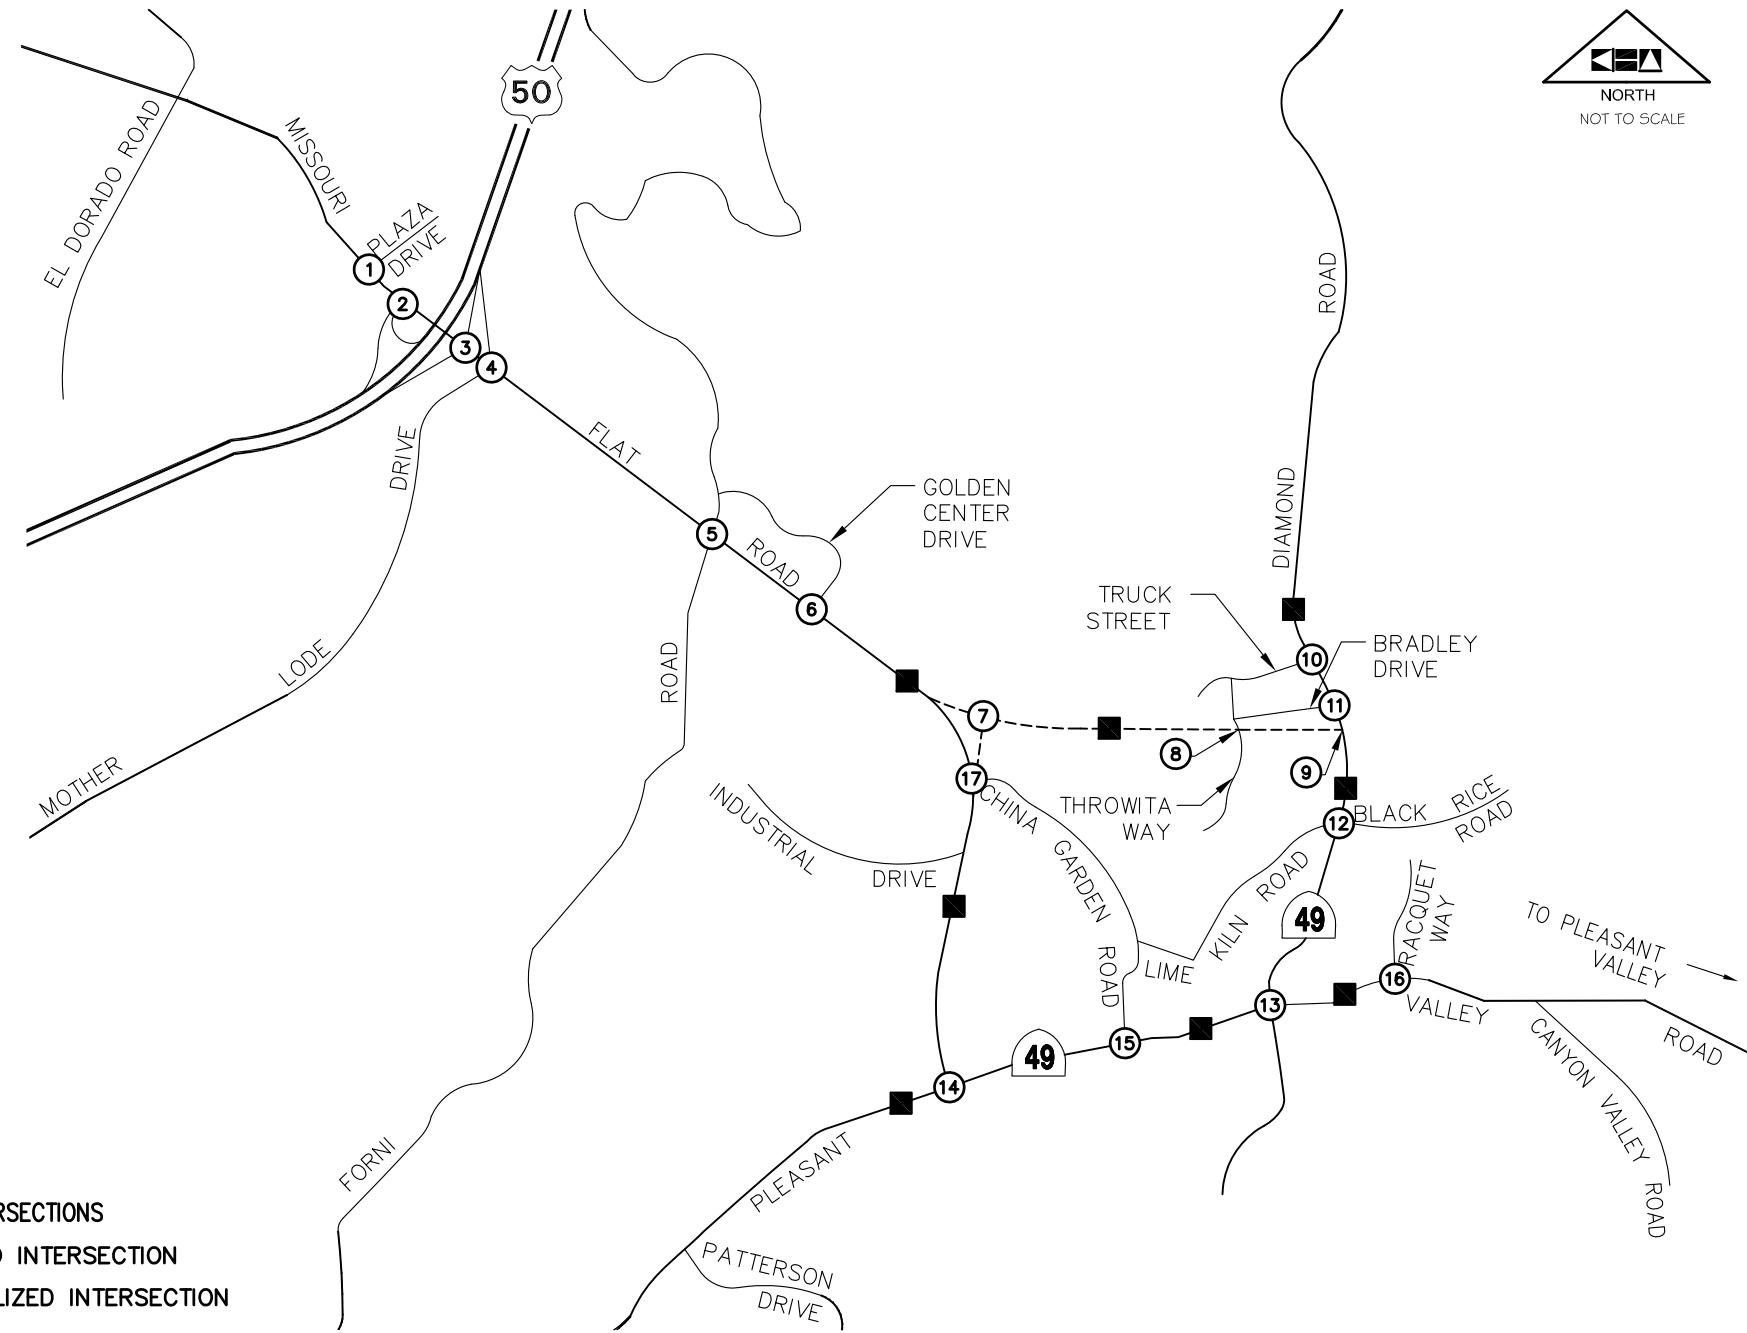 50
KHA
NORTH
NOT TO SCALE
EL DORADO ROAD
MISSOURI
PLAZA
DRIVE
1
2
3
4
FLAT
DRIVE
LODE
MOTHER
ROAD
DIAMOND
GOLDEN
CENTER
DRIVE
5
ROAD
6
TRUCK
STREET
10
BRADLEY
DRIVE
11
7
8
9
ROAD
17
THROWITA
WAY
INDUSTRIAL
DRIVE
CHINA
GARDEN
ROAD
12
BLACK
RICE
ROAD
LIME
KILN
ROAD
49
RACQUET
WAY
TO PLEASANT
VALLEY
16
13
15
49
14
VALLEY
ROAD
CANYON
VALLEY
ROAD
PLEASANT
FORNI
PATTERSON
DRIVE
RSECTIONS
INTERSECTION
LIZED INTERSECTION